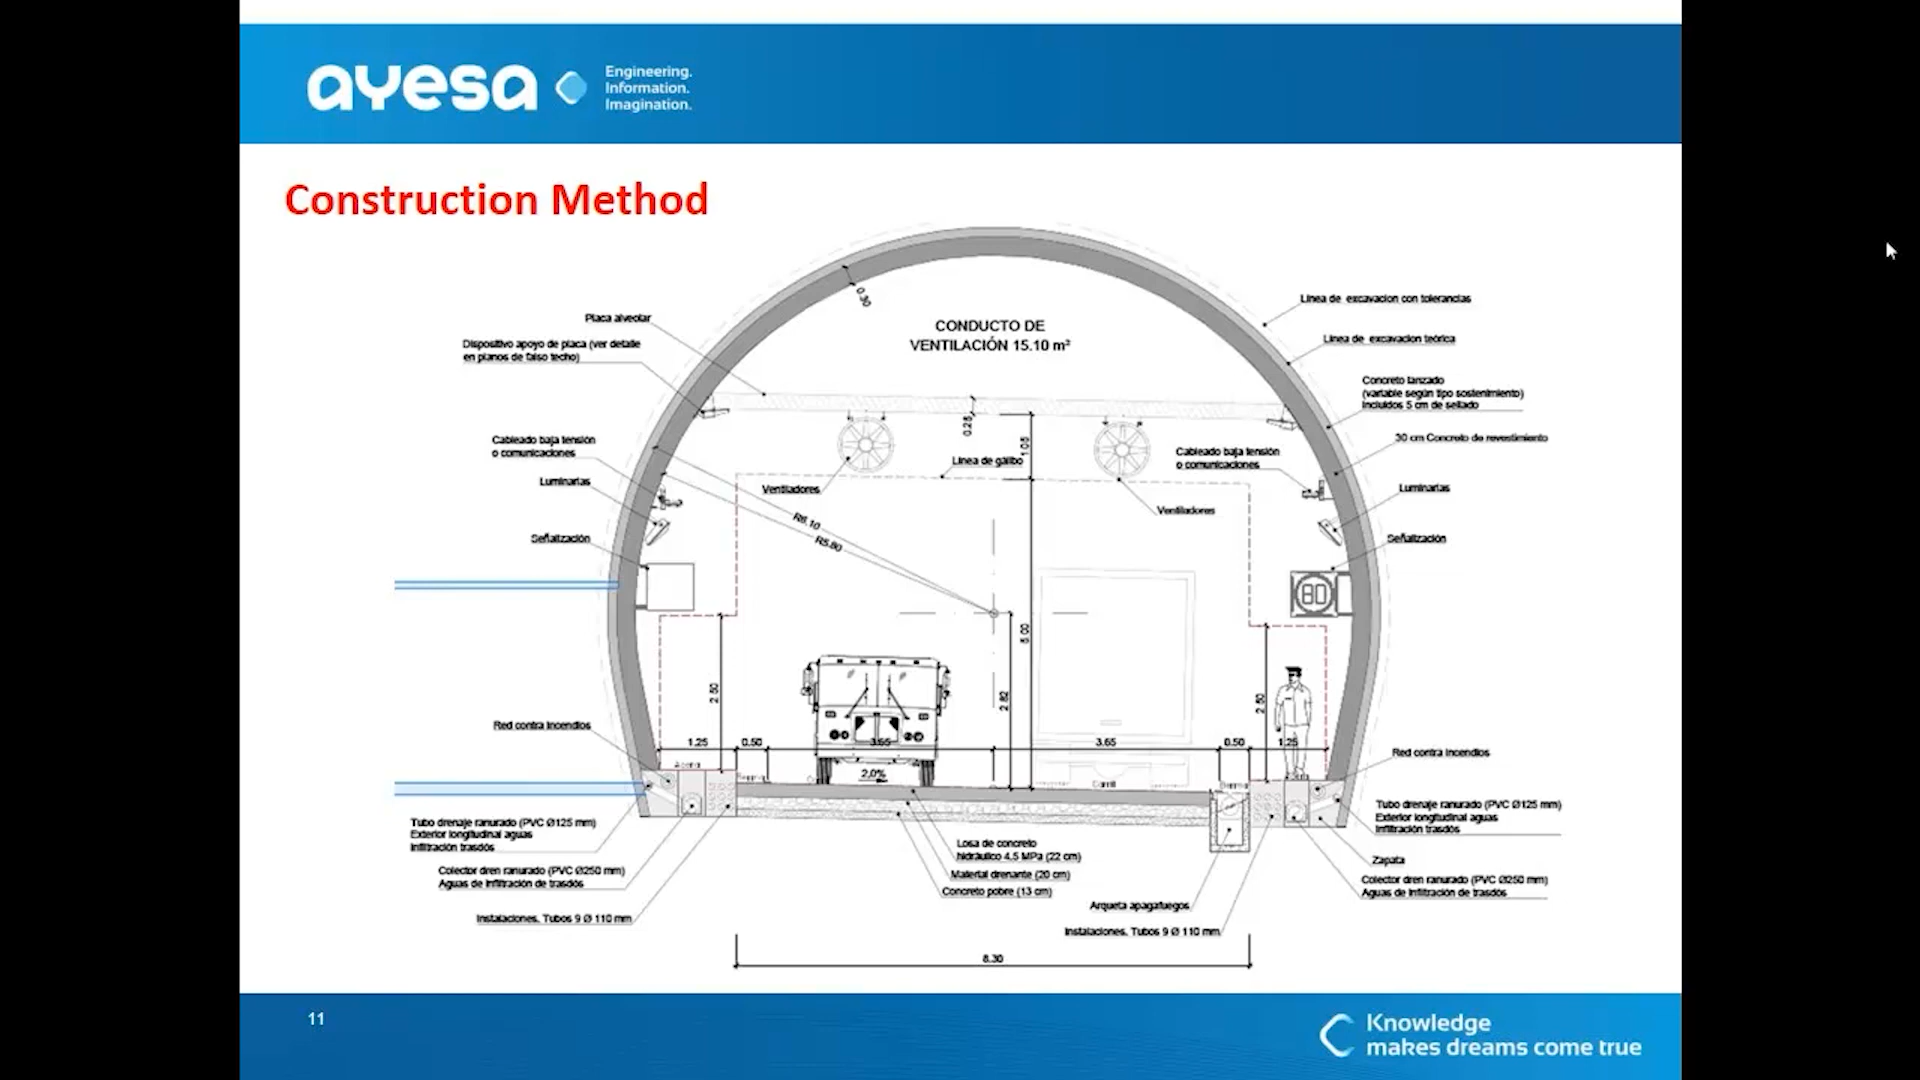 ayesa
Engineering.
Information.
Imagination.
Construction Method
0.30
CONDUCTO DE
VENTILACIÓN 15.10 m²
Placa alveolar
Dispositivo apoyo de placa (ver detalle
en planos de falso techo)
Cableado baja tensión
o comunicaciones
Luminarias
Señalización
Red contra incendios
Tubo drenaje ranurado (PVC Ø125 mm)
Exterior longitudinal aguas
infiltración trasdós
Colector dren ranurado (PVC Ø250 mm)
Aguas de infiltración de trasdós
Instalaciones. Tubos 9 Ø 110 mm
Línea de excavacion con tolerancias
Línea de excavacion teórica
Concreto lanzado
(variable según tipo sostenimiento)
incluidos 5 cm de sellado
30 cm Concreto de revestimiento
Cableado baja tensión
o comunicaciones
Luminarias
Señalización
80
Red contra incendios
Tubo drenaje ranurado (PVC Ø125 mm)
Exterior longitudinal aguas
infiltración trasdós
Zapata
Colector dren ranurado (PVC Ø250 mm)
Aguas de infiltración de trasdós
0.25
1.05
Línea de gálibo
Ventiladores
Ventiladores
R6.10
R5.80
5.00
2.50
2.82
2.50
1.25
0.50
3.65
3.65
0.50
1.25
Acera
2,0%
Carril
Berma
Losa de concreto
hidráulico 4.5 MPa (22 cm)
Material drenante (20 cm)
Concreto pobre (13 cm)
Arqueta apagafuegos
Instalaciones. Tubos 9 Ø 110 mm
8.30
11
Knowledge
makes dreams come true